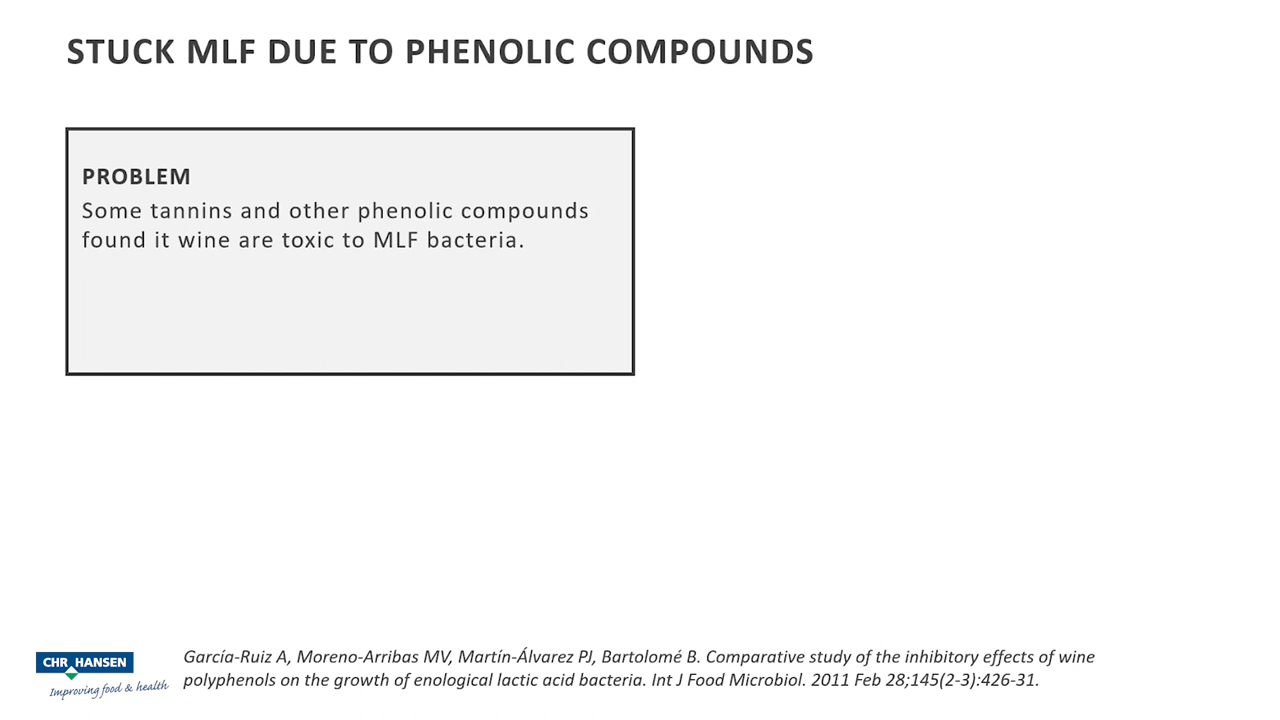 STUCK MLF DUE TO PHENOLIC COMPOUNDS
PROBLEM
Some tannins and other phenolic compounds
found it wine are toxic to MLF bacteria.
CHR HANSEN
Improving food & health
García-Ruiz A, Moreno-Arribas MV, Martín-Álvarez PJ, Bartolomé B. Comparative study of the inhibitory effects of wine
polyphenols on the growth of enological lactic acid bacteria. Int J Food Microbiol. 2011 Feb 28;145(2-3):426-31.